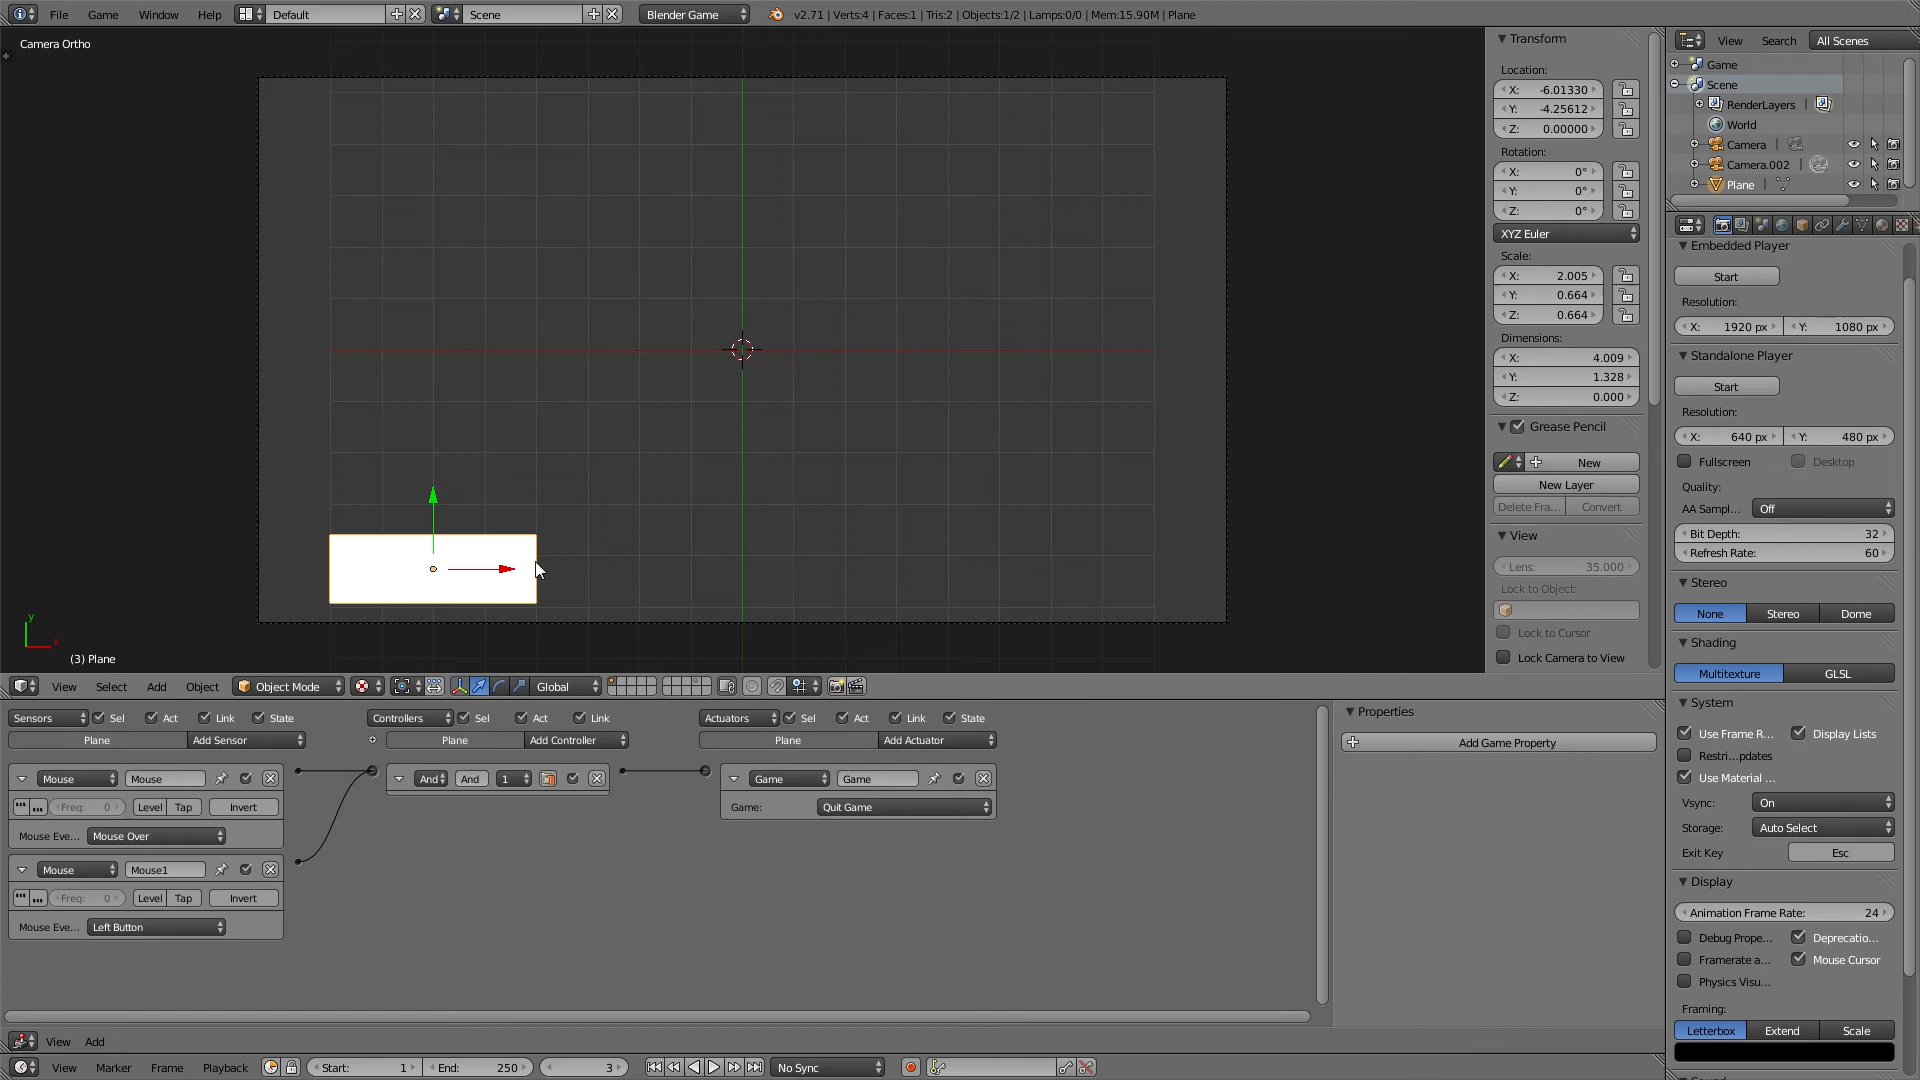 File Game Window Help Default Scene Blender Game v2.71 | Verts:4 | Faces:1 | Tris:2 | Objects:1/2 | Lamps:0/0 | Mem:15.90M | Plane
Camera Ortho
y
x
(3) Plane
Transform
Location:
X: -6.01330
Y: -4.25612
Z: 0.00000
Rotation:
X: 0°
Y: 0°
Z: 0°
XYZ Euler
Scale:
X: 2.005
Y: 0.664
Z: 0.664
Dimensions:
X: 4.009
Y: 1.328
Z: 0.000
Grease Pencil
New
New Layer
Delete Fra... Convert
View
Lens: 35.000
Lock to Object:
Lock to Cursor
Lock Camera to View
View Search All Scenes
Game
Scene
RenderLayers |
World
Camera |
Camera.002 |
Plane |
Embedded Player
Start
Resolution:
X: 1920 px Y: 1080 px
Standalone Player
Start
Resolution:
X: 640 px Y: 480 px
Fullscreen Desktop
Quality:
AA Sampl... Off
Bit Depth: 32
Refresh Rate: 60
Stereo
None Stereo Dome
Shading
Multitexture GLSL
System
Use Frame R... Display Lists
Restri...pdates
Use Material ...
Vsync: On
Storage: Auto Select
Exit Key Esc
Display
Animation Frame Rate: 24
Debug Prope... Deprecatio...
Framerate a... Mouse Cursor
Physics Visu...
Framing:
Letterbox Extend Scale
View Select Add Object Object Mode Global
Sensors Sel Act Link State Controllers Sel Act Link Actuators Sel Act Link State
Plane Add Sensor Plane Add Controller Plane Add Actuator
Mouse Mouse And And 1 Game Game
Freq: 0 Level Tap Invert Game: Quit Game
Mouse Eve... Mouse Over
Mouse Mouse1
Freq: 0 Level Tap Invert
Mouse Eve... Left Button
Properties
Add Game Property
View Add
View Marker Frame Playback Start: 1 End: 250 3 No Sync